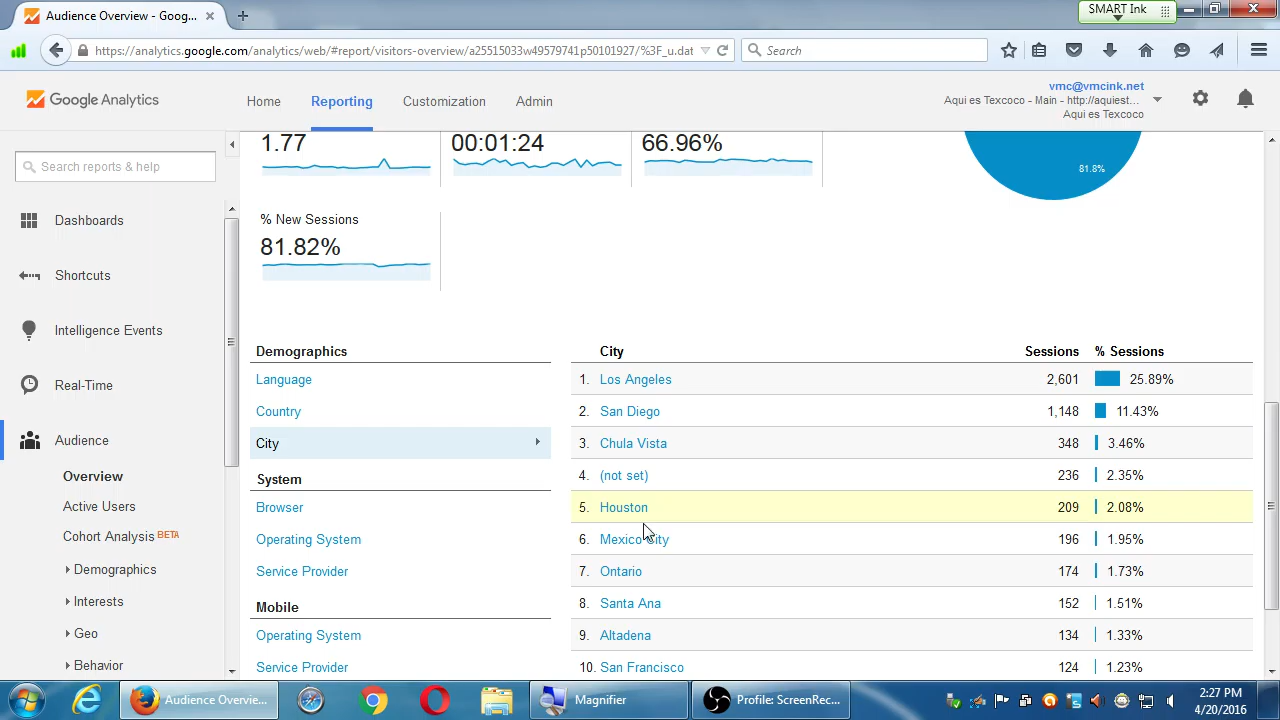 Audience Overview - Goog...
SMART Ink
https://analytics.google.com/analytics/web/#report/visitors-overview/a25515033w49579741p50101927/%3F_u.dat
Search
Google Analytics
Home
Reporting
Customization
Admin
vmc@vmcink.net
Aqui es Texcoco - Main - http://aquiest...
Aqui es Texcoco
Search reports & help
Dashboards
Shortcuts
Intelligence Events
Real-Time
Audience
Overview
Active Users
Cohort Analysis BETA
Demographics
Interests
Geo
Behavior
1.77
00:01:24
66.96%
81.8%
% New Sessions
81.82%
Demographics
Language
Country
City
System
Browser
Operating System
Service Provider
Mobile
Operating System
Service Provider
City Sessions % Sessions
1. Los Angeles 2,601 25.89%
2. San Diego 1,148 11.43%
3. Chula Vista 348 3.46%
4. (not set) 236 2.35%
5. Houston 209 2.08%
6. Mexico City 196 1.95%
7. Ontario 174 1.73%
8. Santa Ana 152 1.51%
9. Altadena 134 1.33%
10. San Francisco 124 1.23%
Audience Overvie...
Magnifier
Profile: ScreenRec...
2:27 PM
4/20/2016